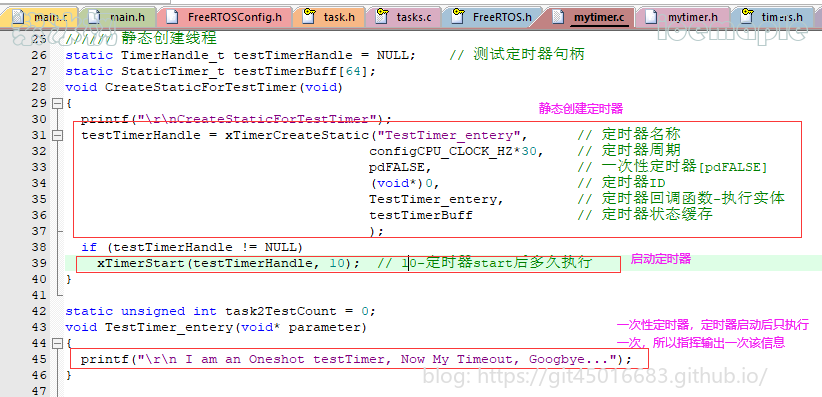 main.c main.h FreeRTOSConfig.h task.h tasks.c FreeRTOS.h mytimer.c mytimer.h timers.h
25 ////// 静态创建线程
26 static TimerHandle_t testTimerHandle = NULL; // 测试定时器句柄
27 static StaticTimer_t testTimerBuff[64];
28 void CreateStaticForTestTimer(void)
29 {
静态创建定时器
30 printf("\r\nCreateStaticForTestTimer");
31 testTimerHandle = xTimerCreateStatic("TestTimer_entery", // 定时器名称
32 configCPU_CLOCK_HZ*30, // 定时器周期
33 pdFALSE, // 一次性定时器[pdFALSE]
34 (void*)0, // 定时器ID
35 TestTimer_entery, // 定时器回调函数-执行实体
36 testTimerBuff // 定时器状态缓存
37 );
38 if (testTimerHandle != NULL)
39 xTimerStart(testTimerHandle, 10); // 10-定时器start后多久执行 启动定时器
40 }
41
42 static unsigned int task2TestCount = 0;
43 void TestTimer_entery(void* parameter) 一次性定时器，定时器启动后只执行
44 { 一次，所以指挥输出一次该信息
45 printf("\r\n I am an Oneshot testTimer, Now My Timeout, Googbye...");
46 }
blog: https://git45016683.github.io/
47